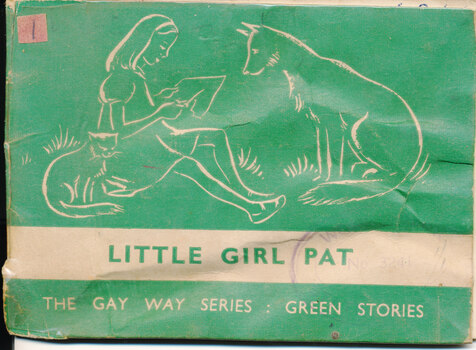 1
LITTLE GIRL PAT
THE GAY WAY SERIES : GREEN STORIES